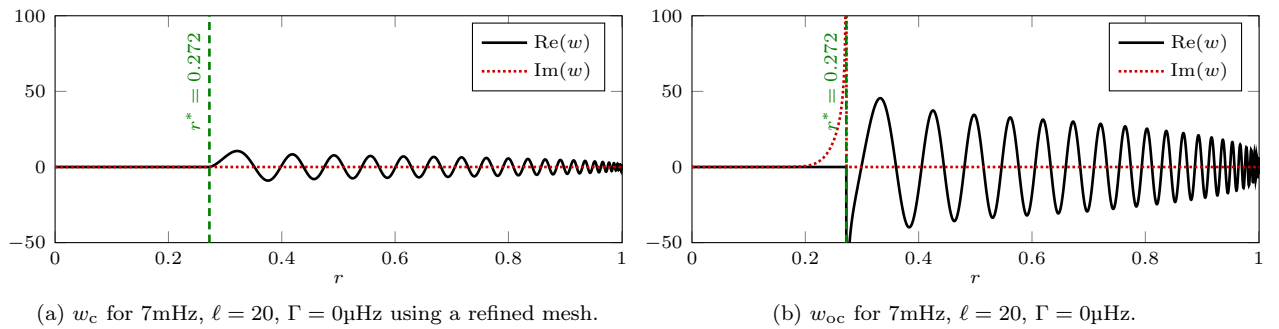 100
50
0
−50
0
0.2
0.4
0.6
0.8
1
r
r* = 0.272
Re(w)
Im(w)
(a) w_c for 7mHz, ℓ = 20, Γ = 0µHz using a refined mesh.
100
50
0
−50
0
0.2
0.4
0.6
0.8
1
r
r* = 0.272
Re(w)
Im(w)
(b) w_oc for 7mHz, ℓ = 20, Γ = 0µHz.